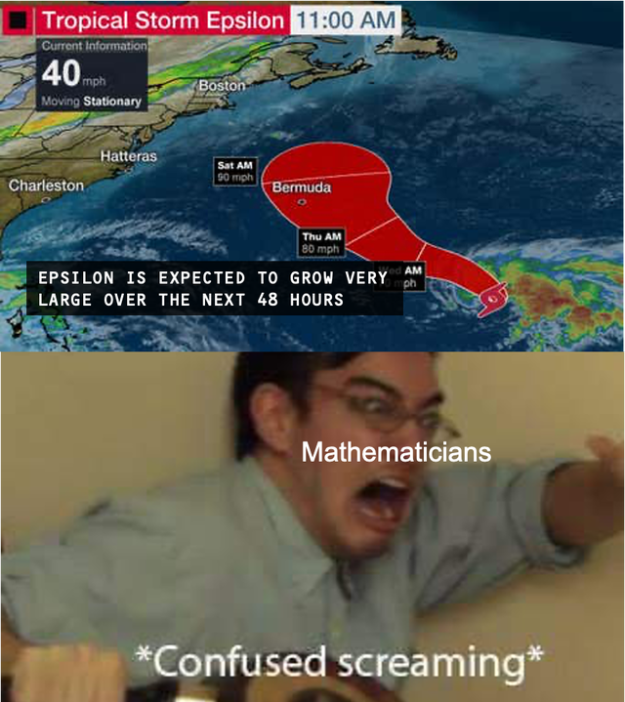 Tropical Storm Epsilon 11:00 AM
Current Information
40 mph
Moving Stationary
Boston
Hatteras
Charleston
Sat AM
90 mph
Bermuda
Thu AM
80 mph
AM
mph
EPSILON IS EXPECTED TO GROW VERY
LARGE OVER THE NEXT 48 HOURS
Mathematicians
*Confused screaming*